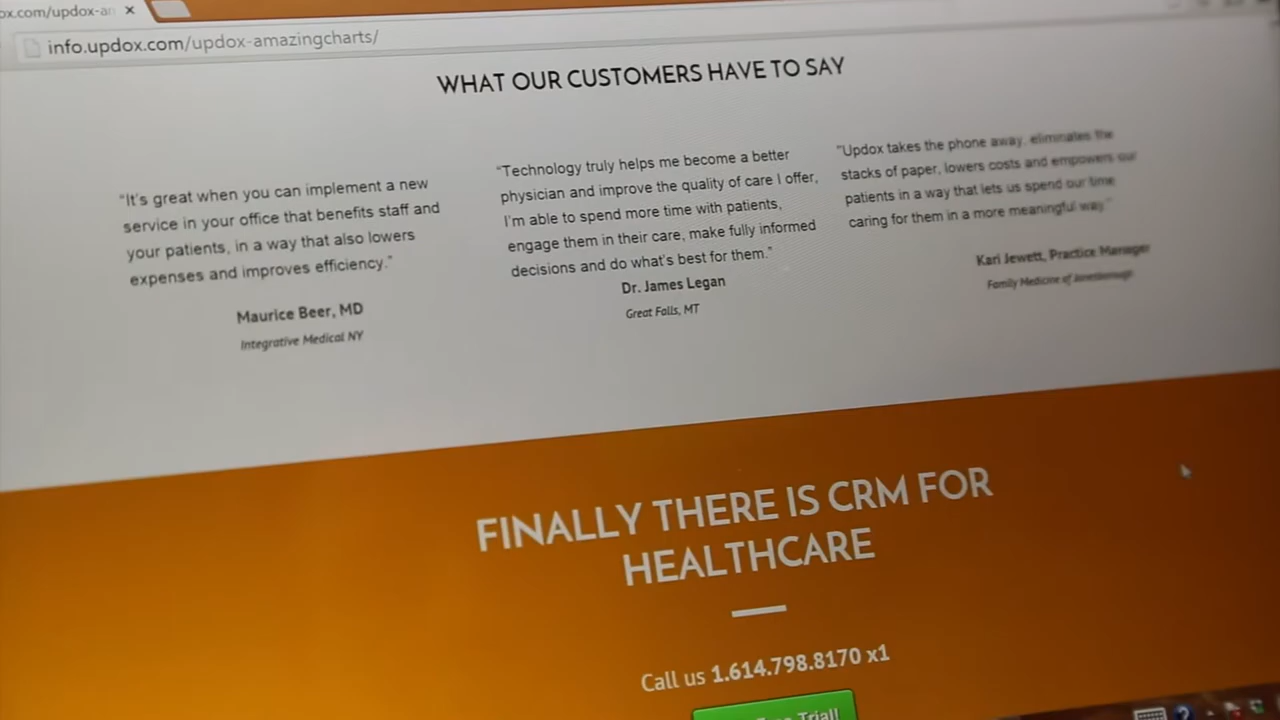 ox.com/updox-am
info.updox.com/updox-amazingcharts/
WHAT OUR CUSTOMERS HAVE TO SAY
"It's great when you can implement a new
service in your office that benefits staff and
your patients, in a way that also lowers
expenses and improves efficiency."
Maurice Beer, MD
Integrative Medical NY
"Technology truly helps me become a better
physician and improve the quality of care I offer,
I'm able to spend more time with patients,
engage them in their care, make fully informed
decisions and do what's best for them."
Dr. James Legan
Great Falls, MT
"Updox takes the phone away, eliminates the
stacks of paper, lowers costs and empowers our
patients in a way that lets us spend our time
caring for them in a more meaningful way."
Kari Jewett, Practice Manager
Family Medicine of
FINALLY THERE IS CRM FOR
HEALTHCARE
Call us 1.614.798.8170 x1
Trial!